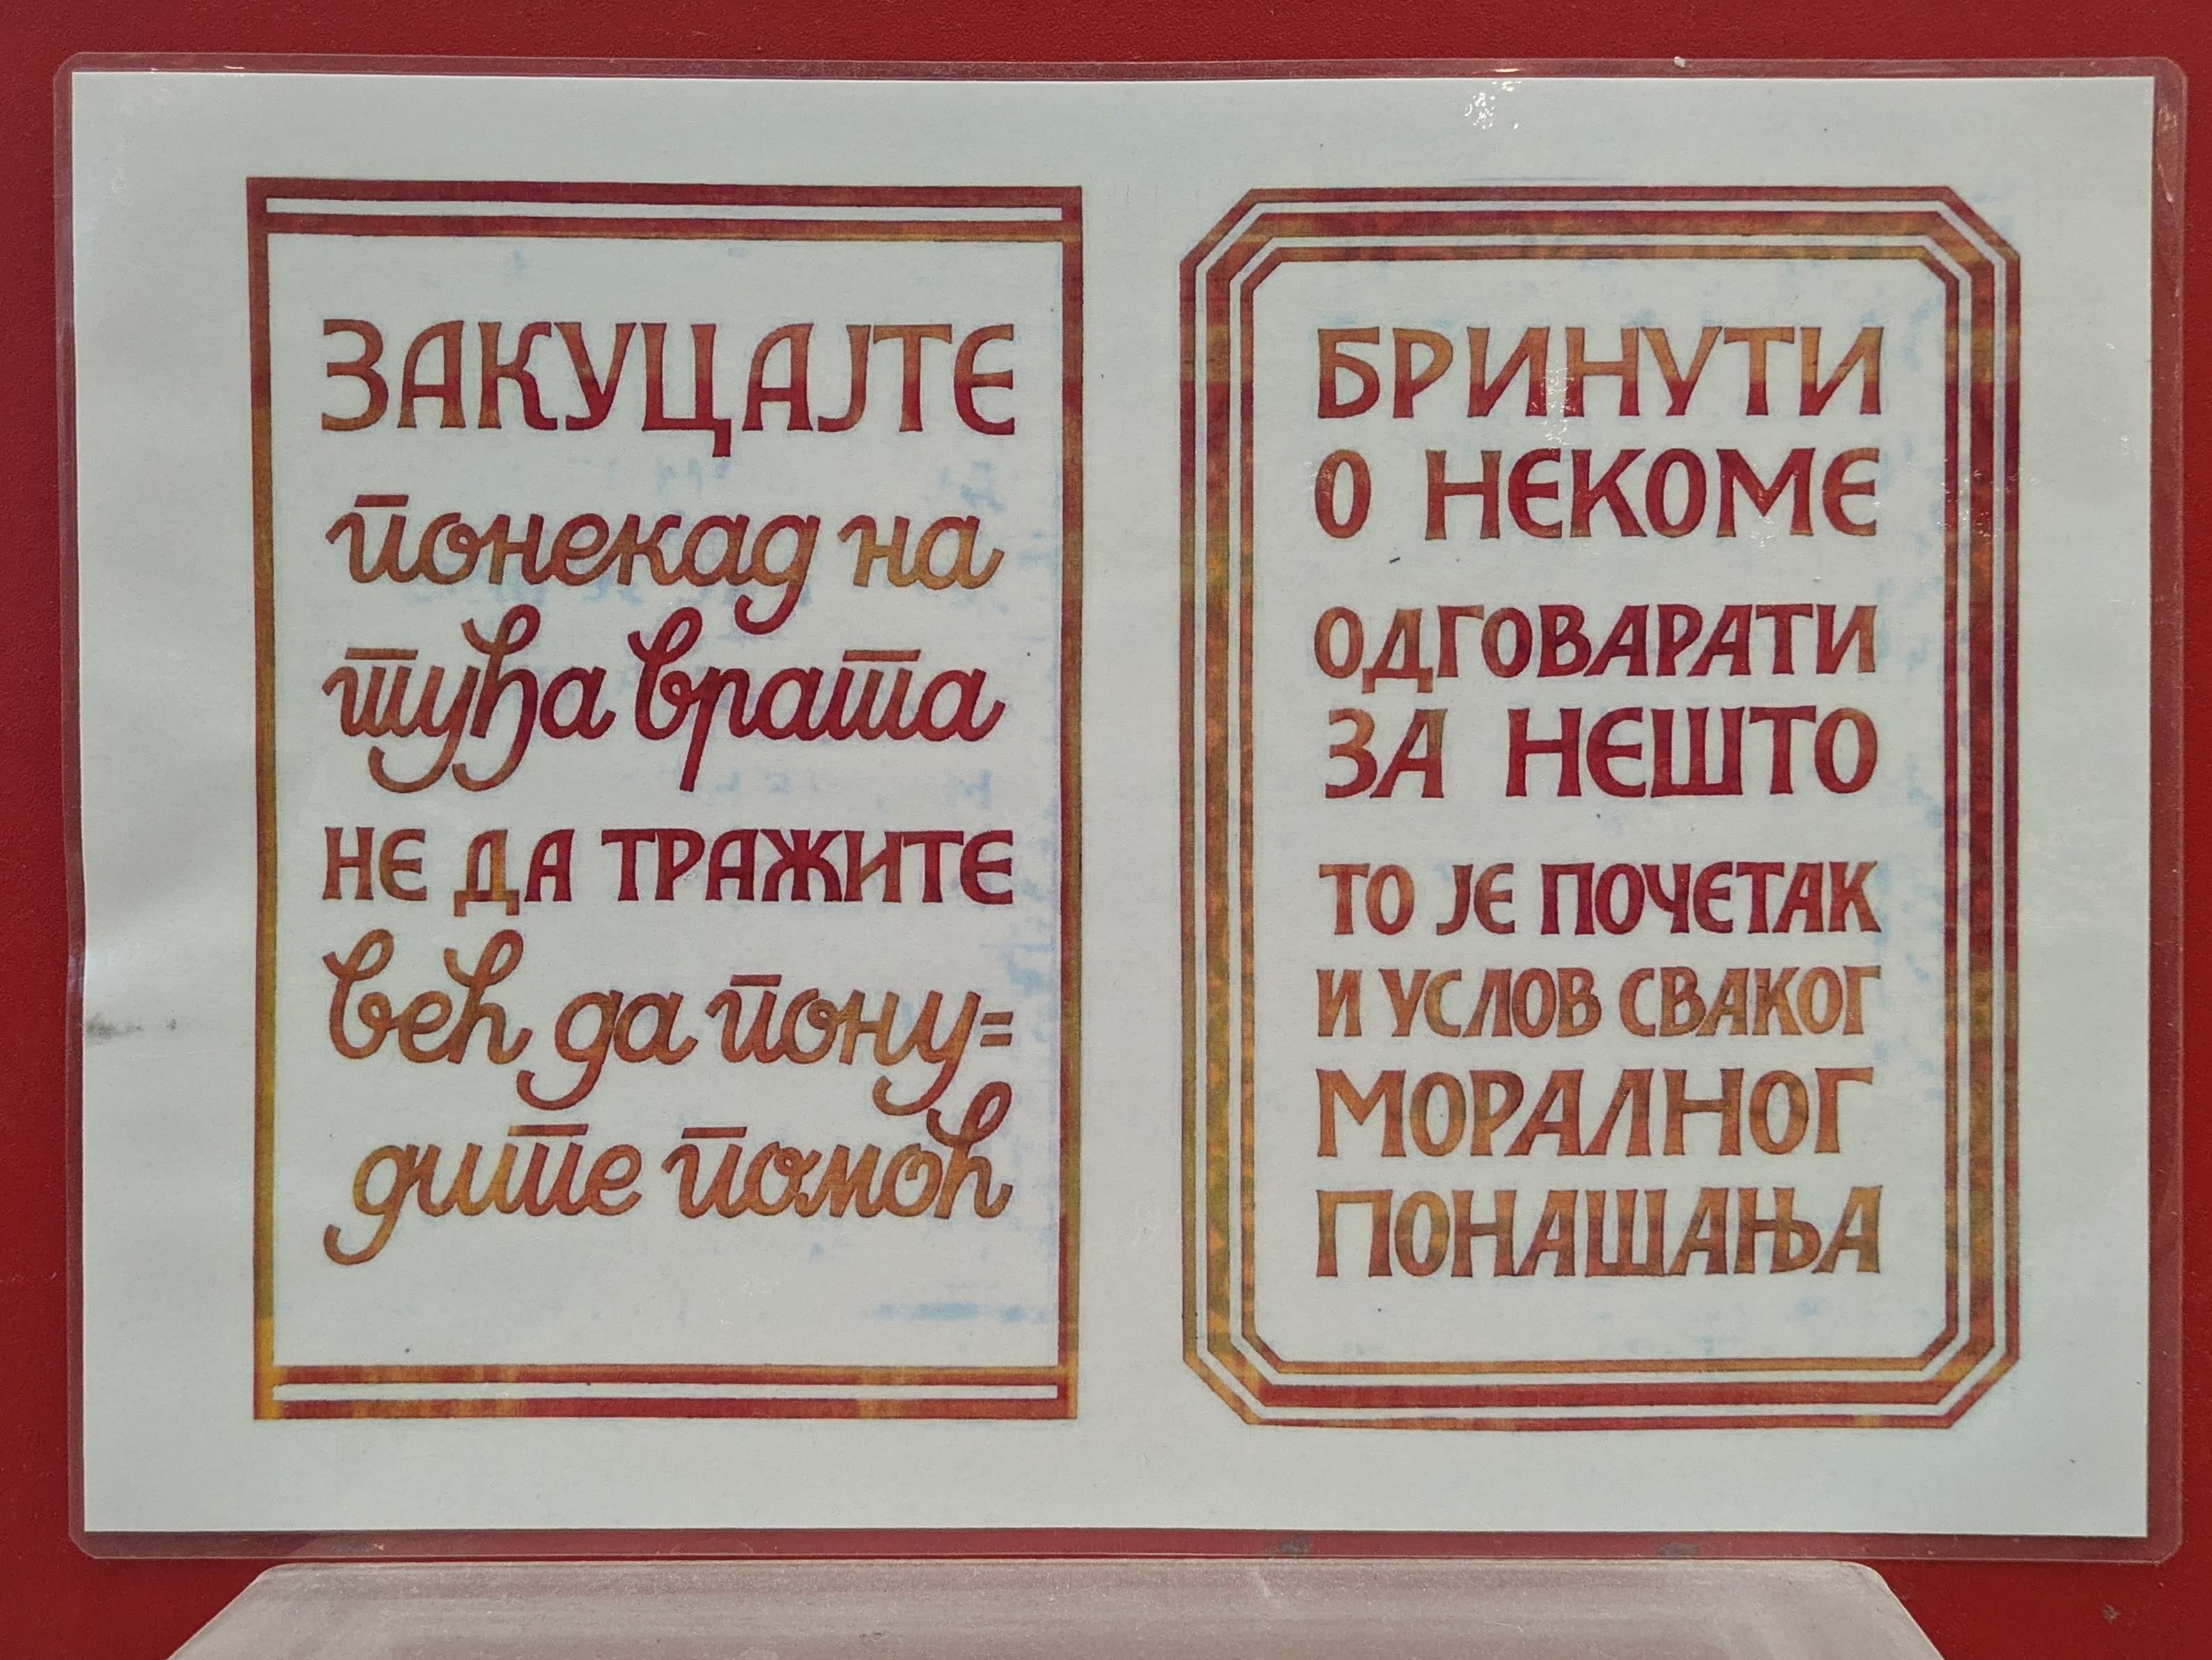 ЗАКУЦАЈТЕ
понекад на
туђа врата
НЕ ДА ТРАЖИТЕ
већ да пону=
дите помоћ
БРИНУТИ
О НЕКОМЕ
ОДГОВАРАТИ
ЗА НЕШТО
ТО ЈЕ ПОЧЕТАК
И УСЛОВ СВАКОГ
МОРАЛНОГ
ПОНАШАЊА